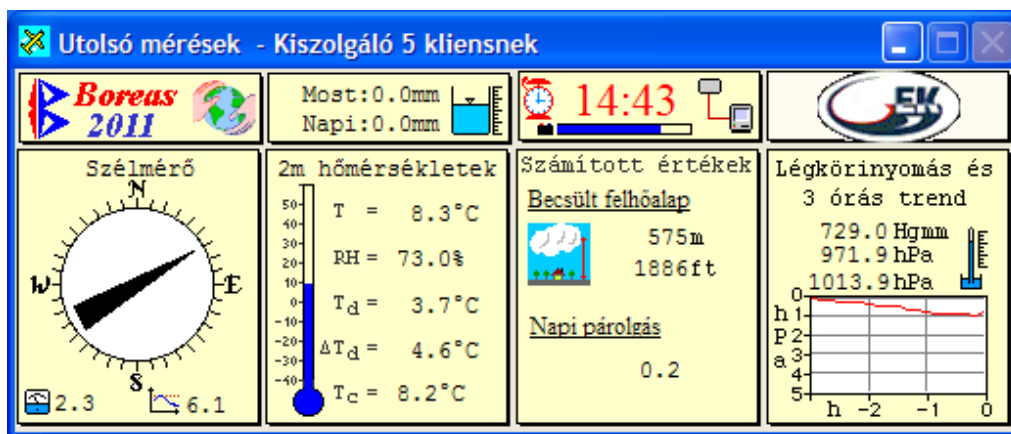 Utolsó mérések - Kiszolgáló 5 kliensnek
Boreas
2011
Most:0.0mm
Napi:0.0mm
14:43
EK
Szélmérő
N
W
E
S
2.3
6.1
2m hőmérsékletek
50
40
30
20
10
0
-10
-20
-30
-40
T = 8.3°C
RH = 73.0%
Td = 3.7°C
ΔTd = 4.6°C
Tc = 8.2°C
Számított értékek
Becsült felhőalap
575m
1886ft
Napi párolgás
0.2
Légkörinyomás és
3 órás trend
729.0 Hgmm
971.9 hPa
1013.9 hPa
0
1
2
3
4
5
hPa
h -2 -1 0